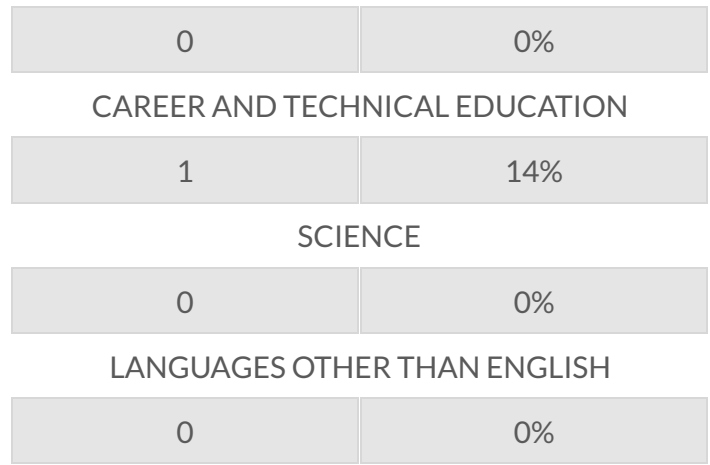 0 0%
CAREER AND TECHNICAL EDUCATION
1 14%
SCIENCE
0 0%
LANGUAGES OTHER THAN ENGLISH
0 0%